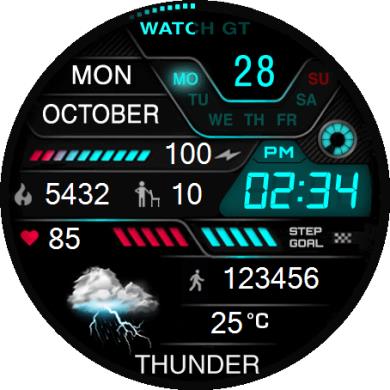 WATCH GT
MON
MO 28 SU
TU SA
WE TH FR
OCTOBER
100
PM
5432 10 02:34
85
STEP
GOAL
123456
25°C
THUNDER